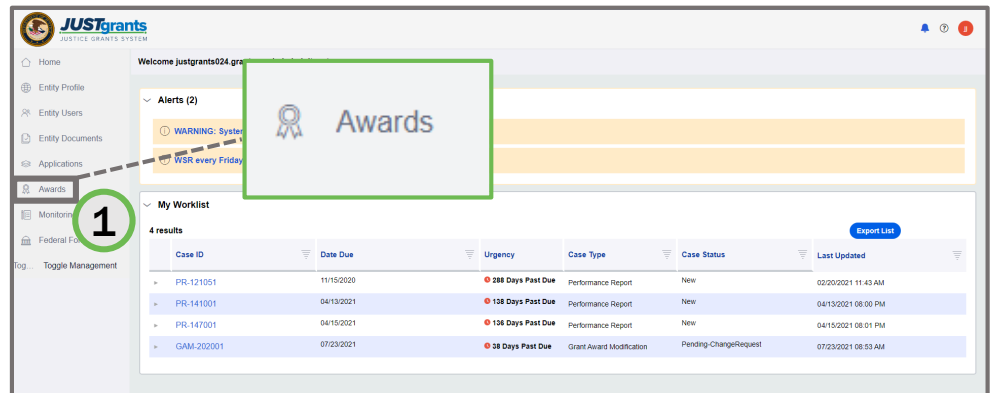 JUSTgrants
JUSTICE GRANTS SYSTEM
JI
Home
Entity Profile
Entity Users
Entity Documents
Applications
Awards
Monitoring
Federal
Tog... Toggle Management
1
Awards
Welcome justgrants024.gra
Alerts (2)
WARNING: System
WSR every Friday
My Worklist
4 results
Export List
Case ID Date Due Urgency Case Type Case Status Last Updated
PR-121051 11/15/2020 288 Days Past Due Performance Report New 02/20/2021 11:43 AM
PR-141001 04/13/2021 138 Days Past Due Performance Report New 04/13/2021 08:00 PM
PR-147001 04/15/2021 136 Days Past Due Performance Report New 04/15/2021 08:01 PM
GAM-202001 07/23/2021 38 Days Past Due Grant Award Modification Pending-ChangeRequest 07/23/2021 08:53 AM